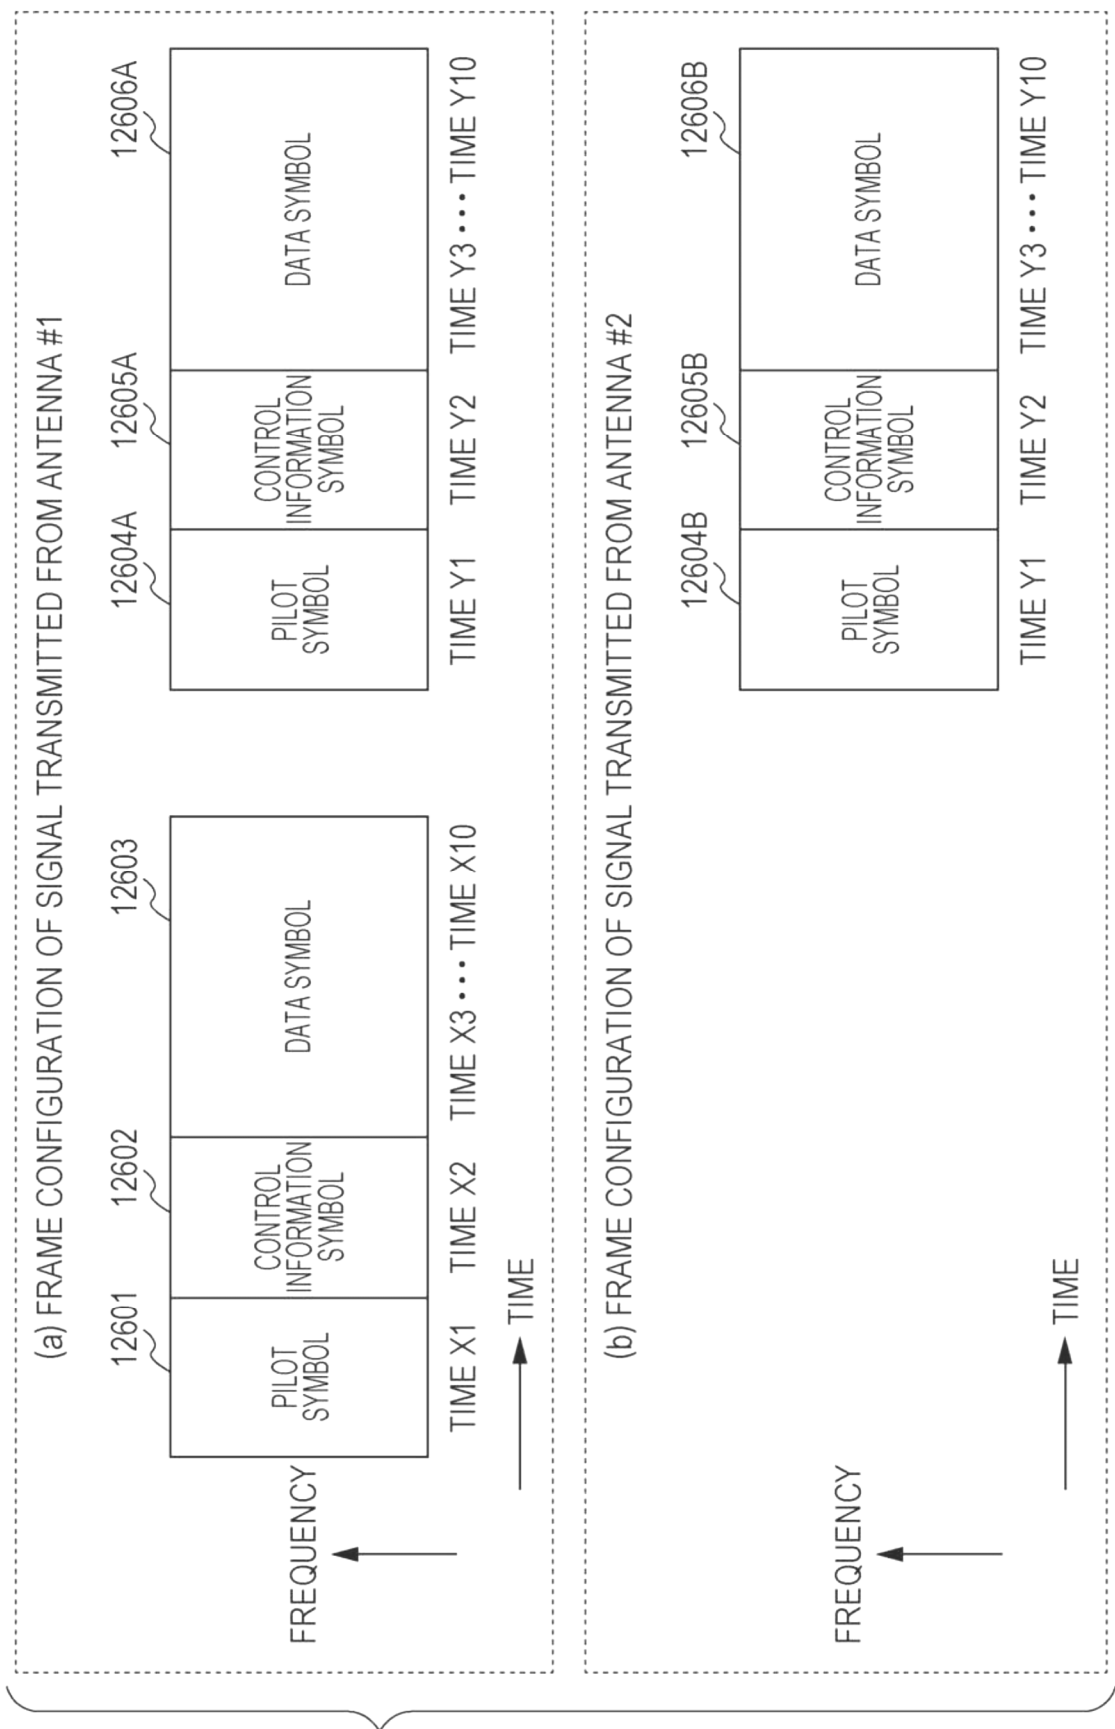 (a) FRAME CONFIGURATION OF SIGNAL TRANSMITTED FROM ANTENNA #1
12601
12602
12603
12604A
12605A
12606A
FREQUENCY
PILOT
SYMBOL
CONTROL
INFORMATION
SYMBOL
DATA SYMBOL
PILOT
SYMBOL
CONTROL
INFORMATION
SYMBOL
DATA SYMBOL
TIME X1
TIME X2
TIME X3 ••• TIME X10
TIME Y1
TIME Y2
TIME Y3 ••• TIME Y10
TIME
(b) FRAME CONFIGURATION OF SIGNAL TRANSMITTED FROM ANTENNA #2
12604B
12605B
12606B
FREQUENCY
PILOT
SYMBOL
CONTROL
INFORMATION
SYMBOL
DATA SYMBOL
TIME Y1
TIME Y2
TIME Y3 ••• TIME Y10
TIME